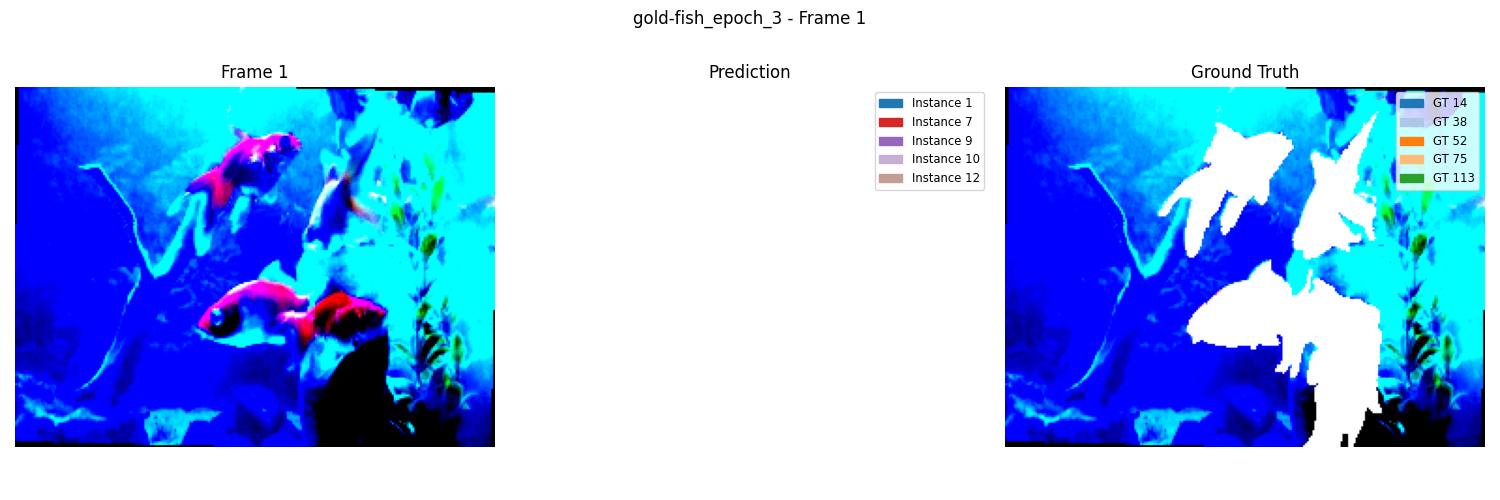 gold-fish_epoch_3 - Frame 1
Frame 1
Prediction
Ground Truth
Instance 1
Instance 7
Instance 9
Instance 10
Instance 12
GT 14
GT 38
GT 52
GT 75
GT 113